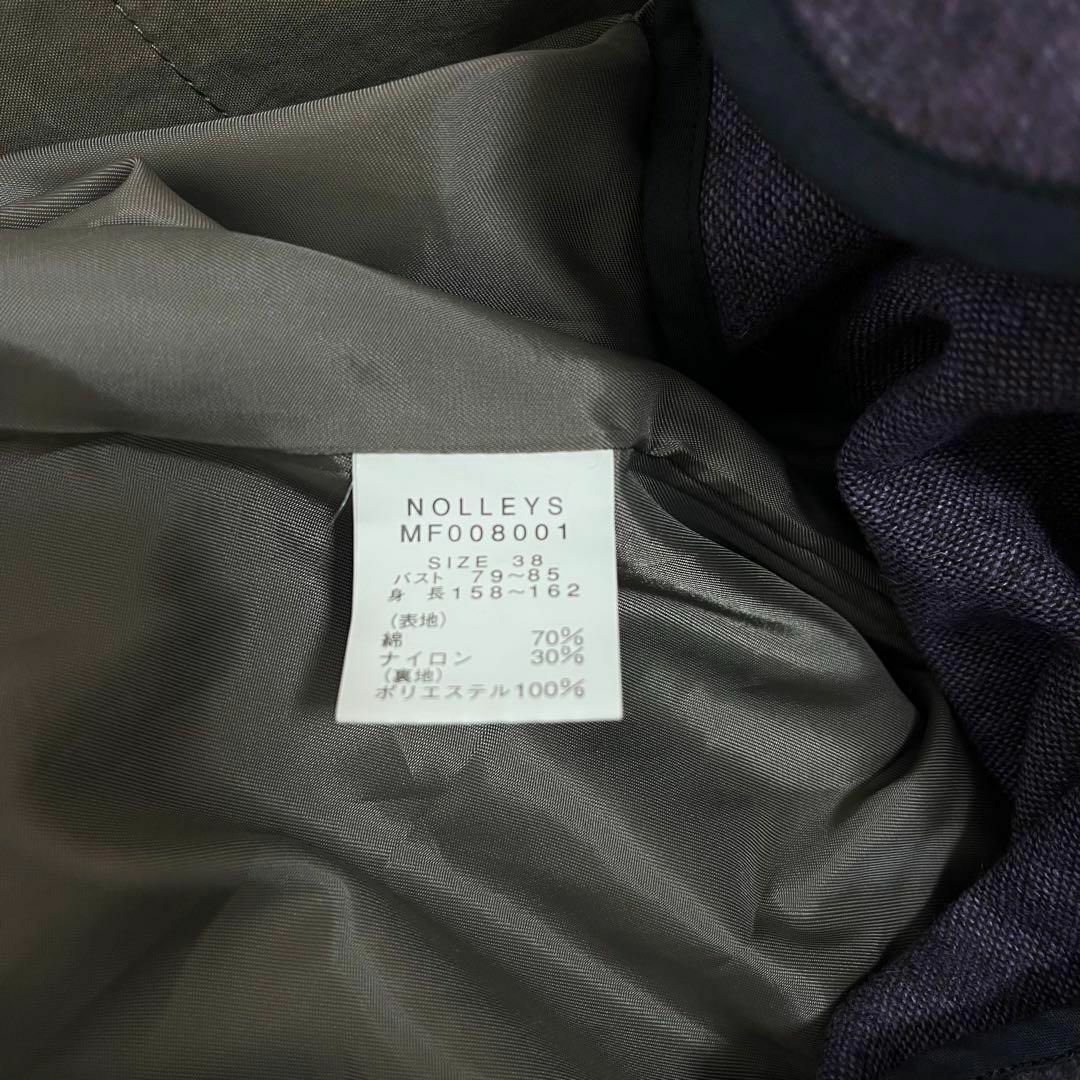 NOLLEYS
MF008001
SIZE 38
バスト 79～85
身 長158～162
(表地)
綿 70%
ナイロン 30%
(裏地)
ポリエステル100%